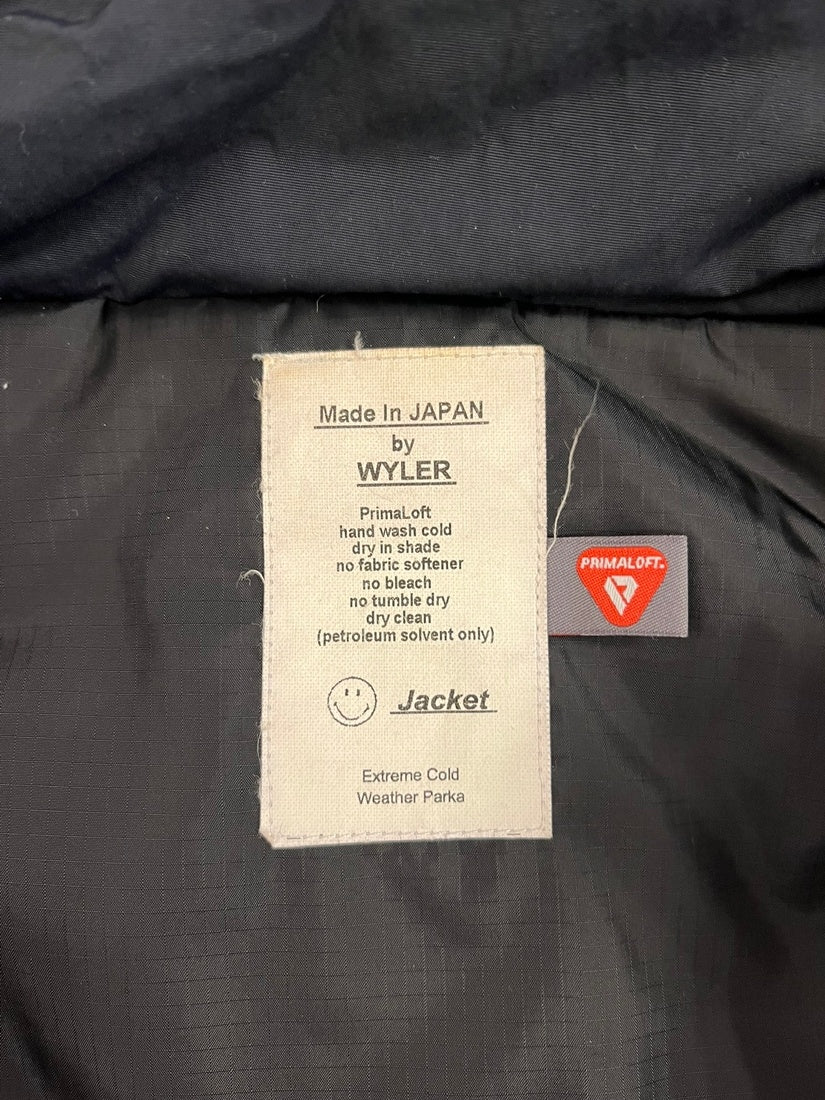 Made In JAPAN
by
WYLER
PrimaLoft
hand wash cold
dry in shade
no fabric softener
no bleach
no tumble dry
dry clean
(petroleum solvent only)
Jacket
Extreme Cold
Weather Parka
PRIMALOFT™